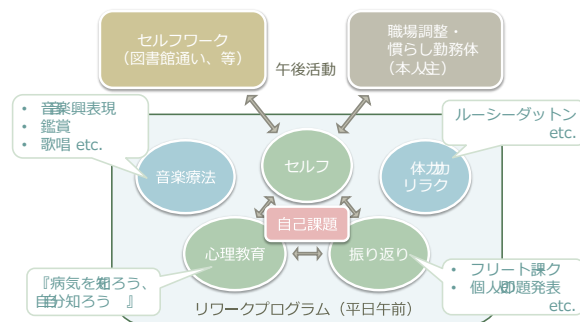 セルフワーク
（図書館通い、等）
職場調整・
慣らし勤務体
（本人主）
午後活動
• 音楽興表現
• 鑑賞
• 歌唱 etc.
ルーシーダットン
etc.
音楽療法
セルフ
体力
リラク
自己課題
心理教育
振り返り
『病気を知ろう、
自分知ろう 』
• フリート課ク
• 個人題発表
etc.
リワークプログラム（平日午前）